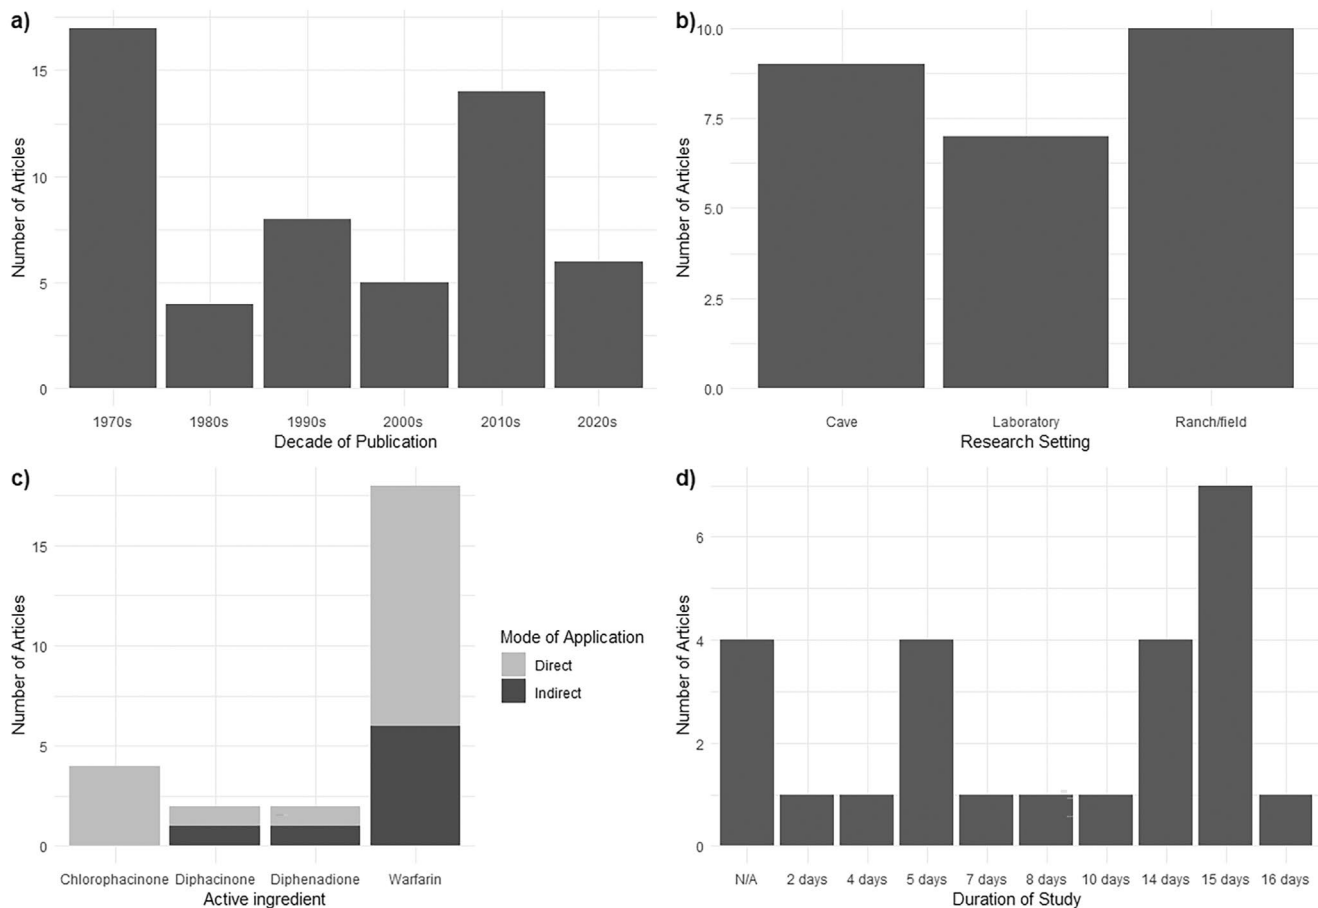 a)
Number of Articles
15
10
5
0
1970s 1980s 1990s 2000s 2010s 2020s
Decade of Publication
b)
Number of Articles
10.0
7.5
5.0
2.5
0.0
Cave Laboratory Ranch/field
Research Setting
c)
Number of Articles
15
10
5
0
Chlorophacinone Diphacinone Diphenadione Warfarin
Active ingredient
Mode of Application
Direct
Indirect
d)
Number of Articles
6
4
2
0
N/A 2 days 4 days 5 days 7 days 8 days 10 days 14 days 15 days 16 days
Duration of Study